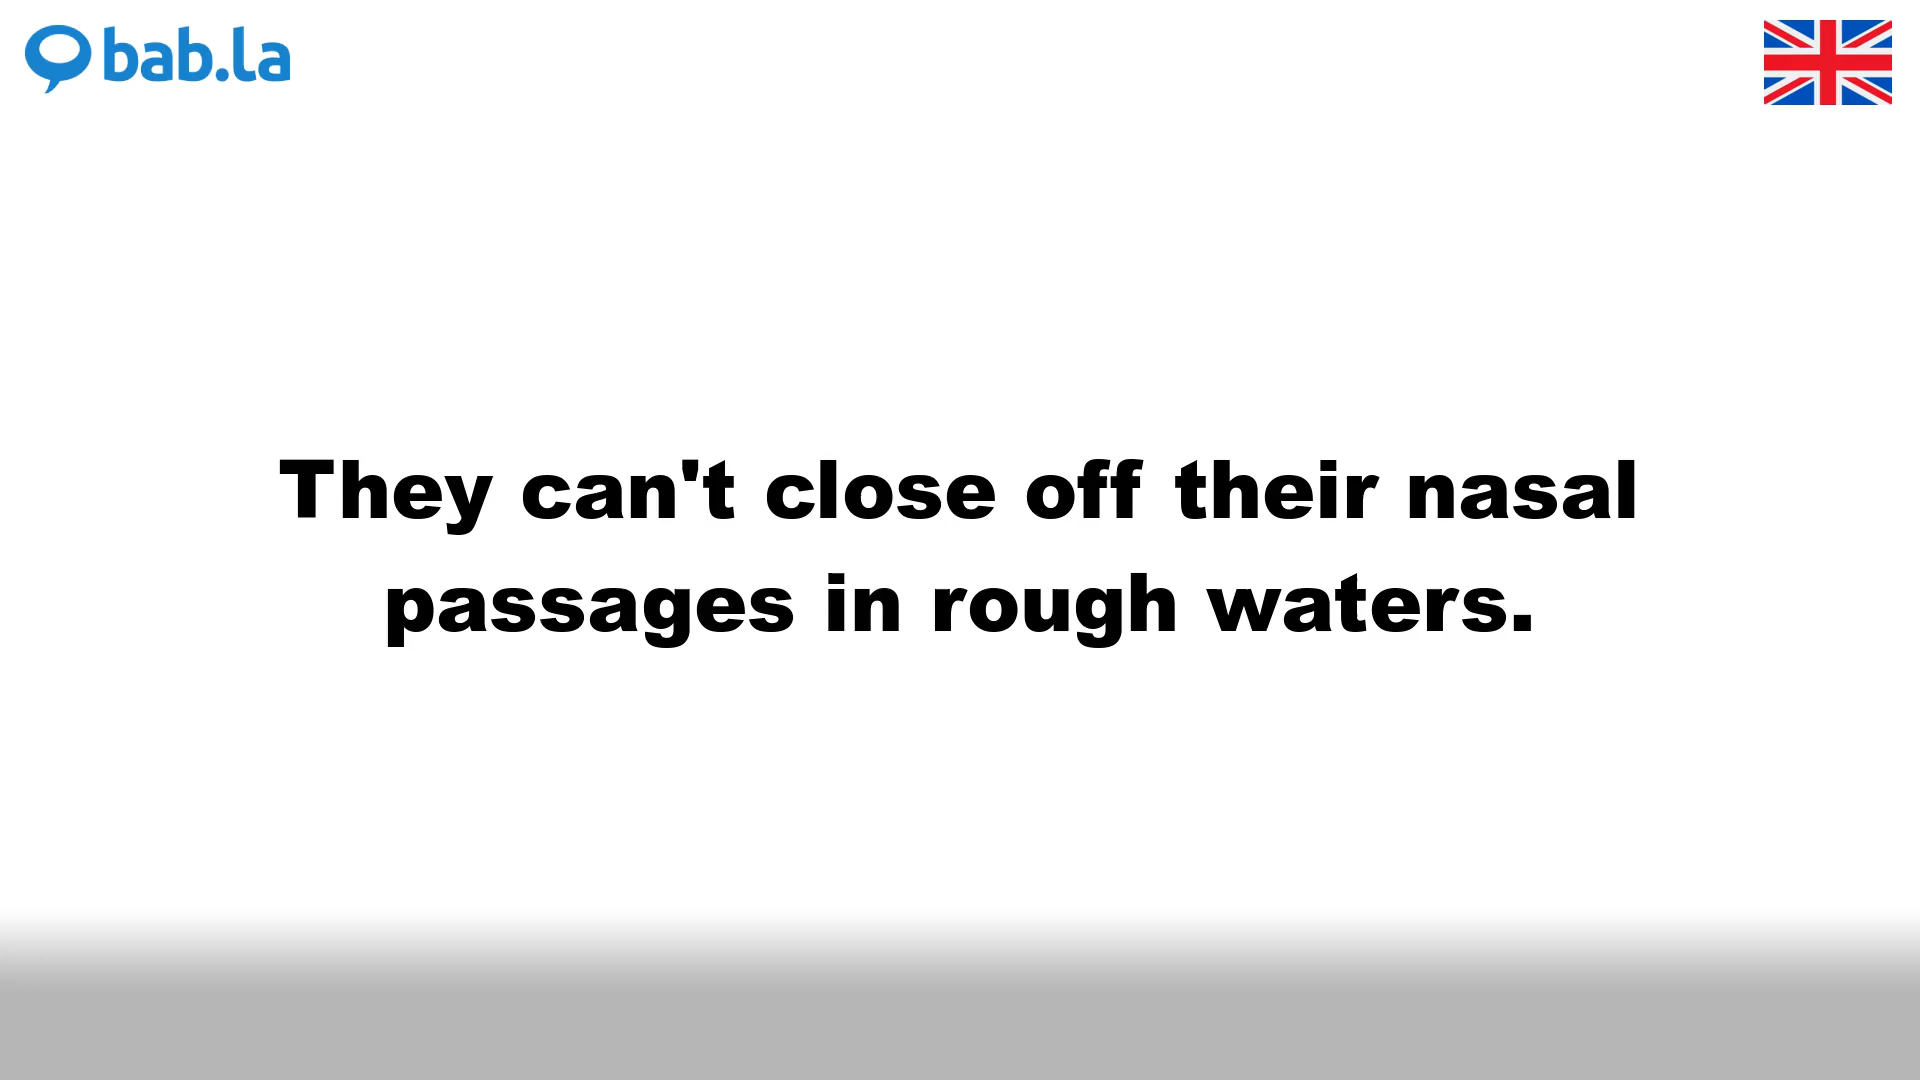 bab.la
They can't close off their nasal
passages in rough waters.